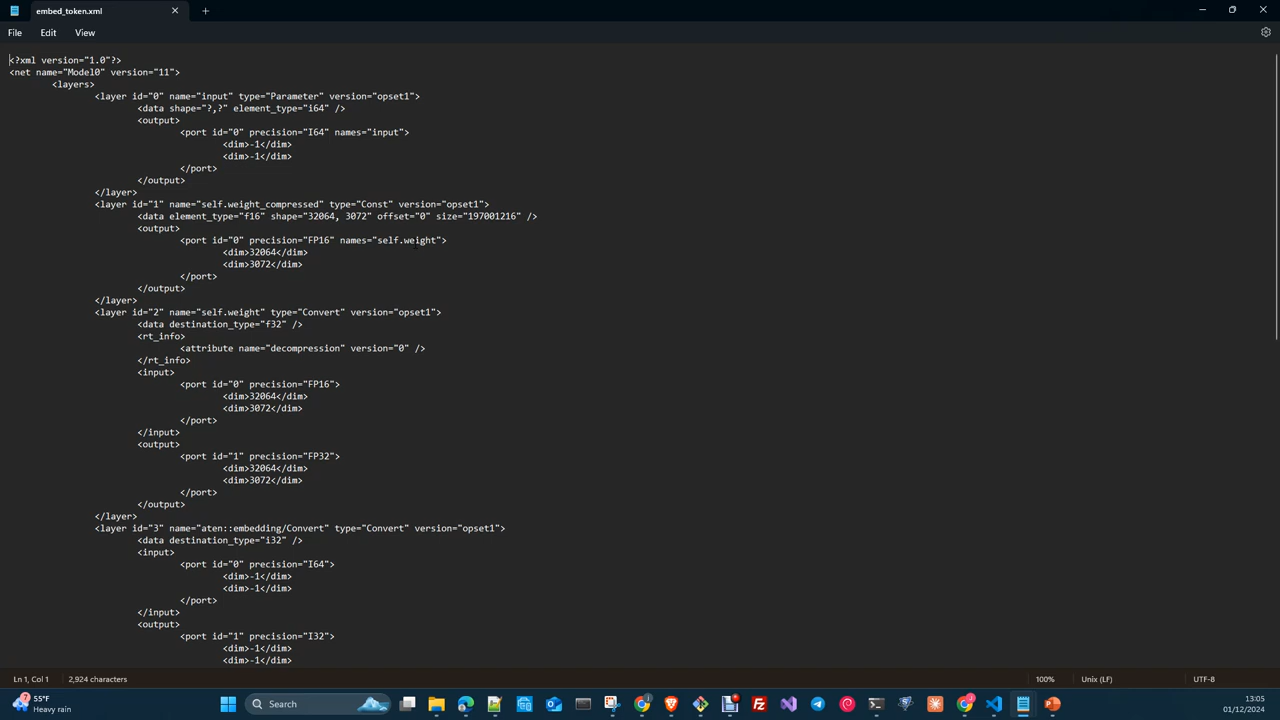 embed_token.xml
File Edit View
<?xml version="1.0"?>
<net name="Model0" version="11">
<layers>
<layer id="0" name="input" type="Parameter" version="opset1">
<data shape="?,?" element_type="i64" />
<output>
<port id="0" precision="I64" names="input">
<dim>-1</dim>
<dim>-1</dim>
</port>
</output>
</layer>
<layer id="1" name="self.weight_compressed" type="Const" version="opset1">
<data element_type="f16" shape="32064, 3072" offset="0" size="197001216" />
<output>
<port id="0" precision="FP16" names="self.weight">
<dim>32064</dim>
<dim>3072</dim>
</port>
</output>
</layer>
<layer id="2" name="self.weight" type="Convert" version="opset1">
<data destination_type="f32" />
<rt_info>
<attribute name="decompression" version="0" />
</rt_info>
<input>
<port id="0" precision="FP16">
<dim>32064</dim>
<dim>3072</dim>
</port>
</input>
<output>
<port id="1" precision="FP32">
<dim>32064</dim>
<dim>3072</dim>
</port>
</output>
</layer>
<layer id="3" name="aten::embedding/Convert" type="Convert" version="opset1">
<data destination_type="i32" />
<input>
<port id="0" precision="I64">
<dim>-1</dim>
<dim>-1</dim>
</port>
</input>
<output>
<port id="1" precision="I32">
<dim>-1</dim>
<dim>-1</dim>
Ln 1, Col 1 2,924 characters 100% Unix (LF) UTF-8
55°F
Heavy rain
Search
13:05
01/12/2024